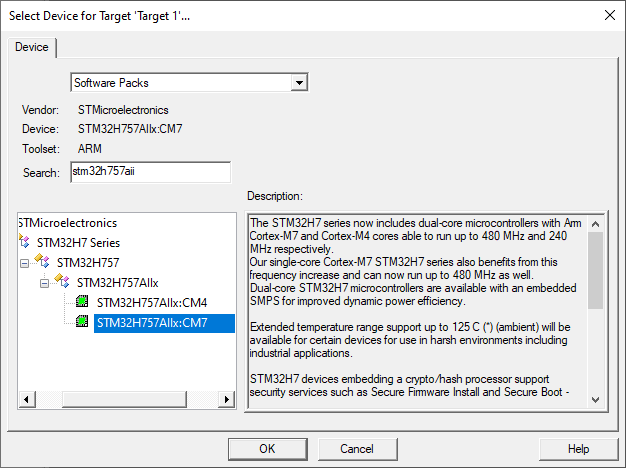 Select Device for Target 'Target 1'...
Device
Software Packs
Vendor: STMicroelectronics
Device: STM32H757AIIx:CM7
Toolset: ARM
Search: stm32h757aii
Description:
STMicroelectronics
STM32H7 Series
STM32H757
STM32H757AIIx
STM32H757AIIx:CM4
STM32H757AIIx:CM7
The STM32H7 series now includes dual-core microcontrollers with Arm
Cortex-M7 and Cortex-M4 cores able to run up to 480 MHz and 240
MHz respectively.
Our single-core Cortex-M7 STM32H7 series also benefits from this
frequency increase and can now run up to 480 MHz as well.
Dual-core STM32H7 microcontrollers are available with an embedded
SMPS for improved dynamic power efficiency.
Extended temperature range support up to 125 C (*) (ambient) will be
available for certain devices for use in harsh environments including
industrial applications.
STM32H7 devices embedding a crypto/hash processor support
security services such as Secure Firmware Install and Secure Boot -
OK
Cancel
Help